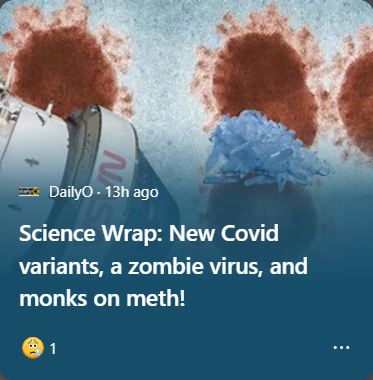 DailyO · 13h ago
Science Wrap: New Covid
variants, a zombie virus, and
monks on meth!
1